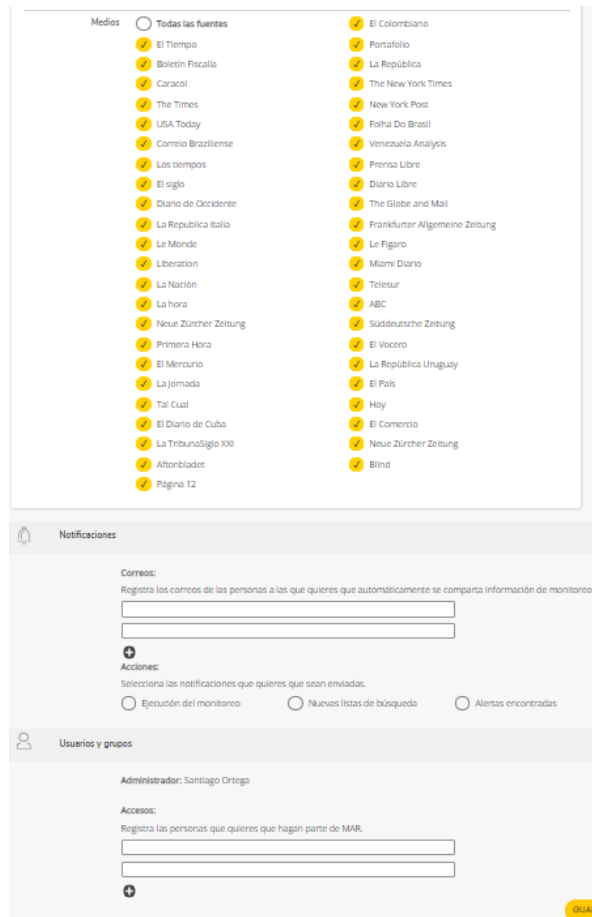 Medios Todas las fuentes El Colombiano
El Tiempo Portafolio
Boletín Fiscalía La República
Caracol The New York Times
The Times New York Post
USA Today Folha Do Brasil
Correio Braziliense Venezuela Analysis
Los tiempos Prensa Libre
El siglo Diario Libre
Diario de Occidente The Globe and Mail
La Republica Italia Frankfurter Allgemeine Zeitung
Le Monde Le Figaro
Liberation Miami Diario
La Nación Telesur
La hora ABC
Neue Zürcher Zeitung Süddeutsche Zeitung
Primera Hora El Vocero
El Mercurio La República Uruguay
La jornada El País
Tal Cual Hoy
El Diario de Cuba El Comercio
La TribunaSiglo XXI Neue Zürcher Zeitung
Aftonbladet Blind
Página 12
Notificaciones
Correos:
Registra los correos de las personas a las que quieres que automáticamente se comparta información de monitoreo
Acciones:
Selecciona las notificaciones que quieres que sean enviadas.
Ejecución del monitoreo Nuevas listas de búsqueda Alertas encontradas
Usuarios y grupos
Administrador: Santiago Ortega
Accesos:
Registra las personas que quieres que hagan parte de MAR.
GUA